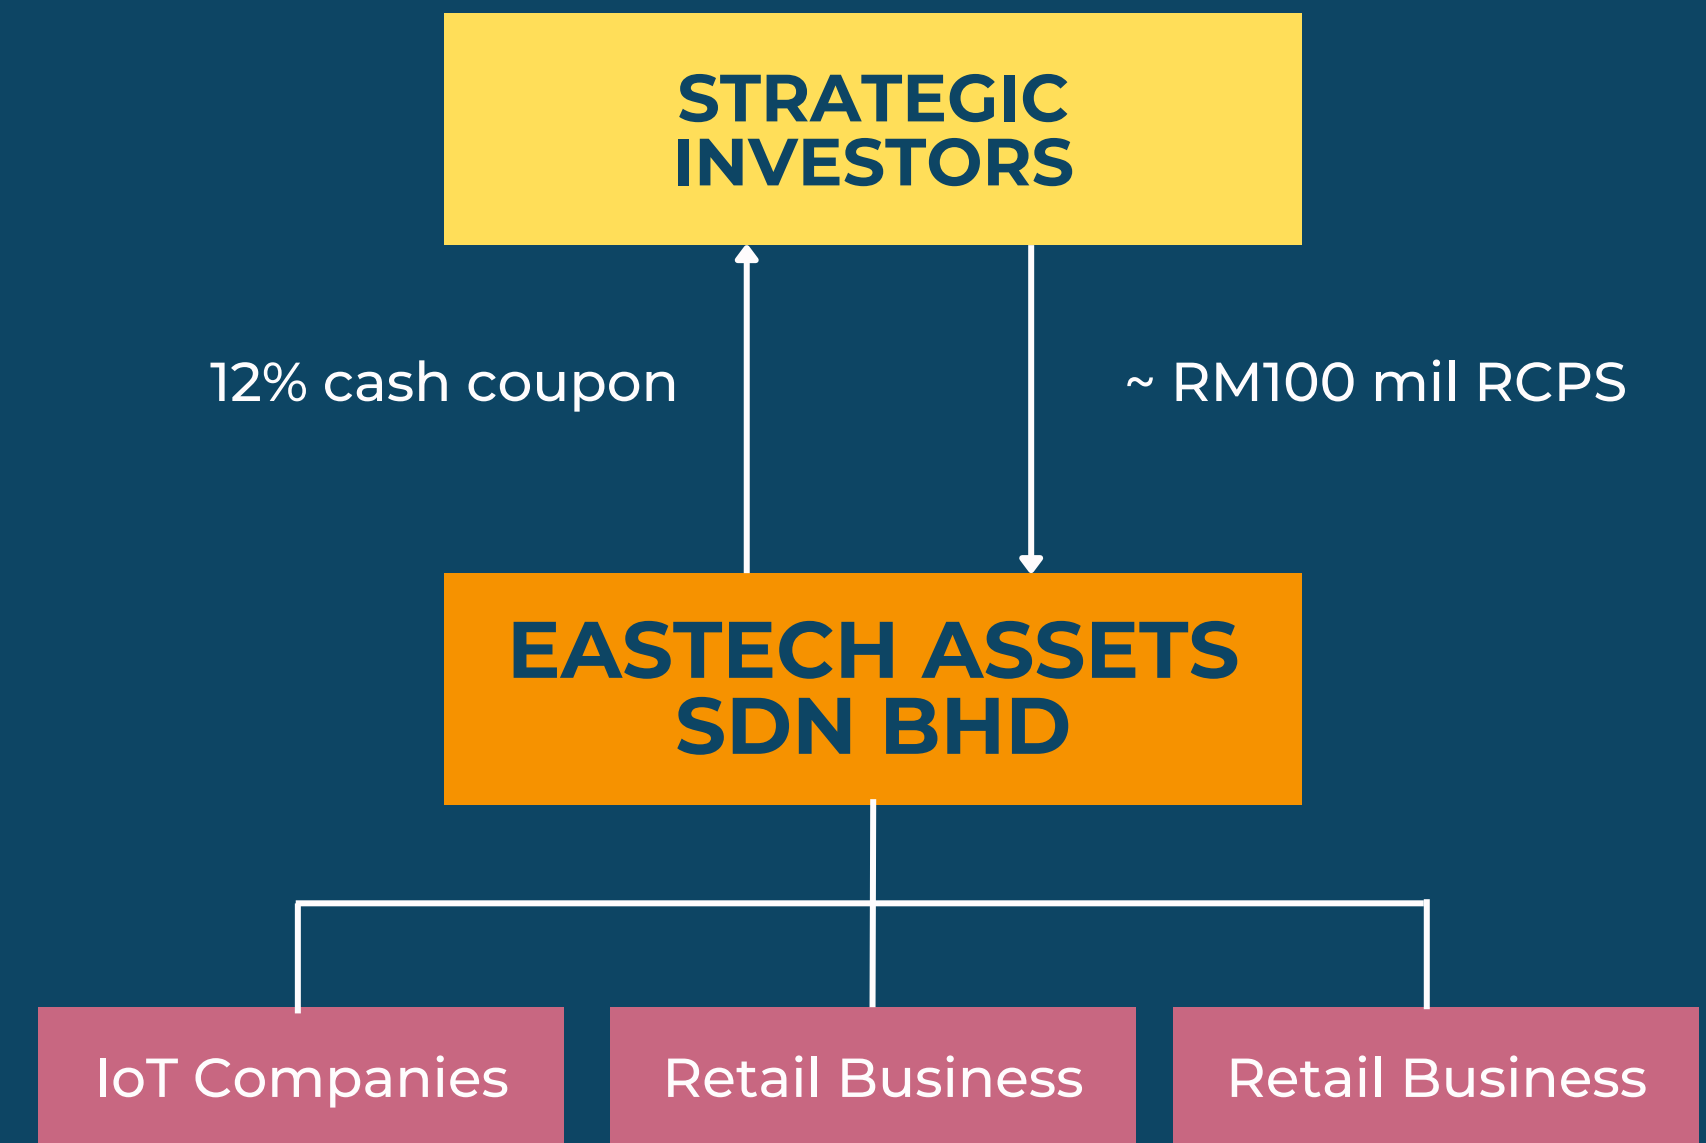 STRATEGIC
INVESTORS
12% cash coupon
~ RM100 mil RCPS
EASTECH ASSETS
SDN BHD
IoT Companies
Retail Business
Retail Business